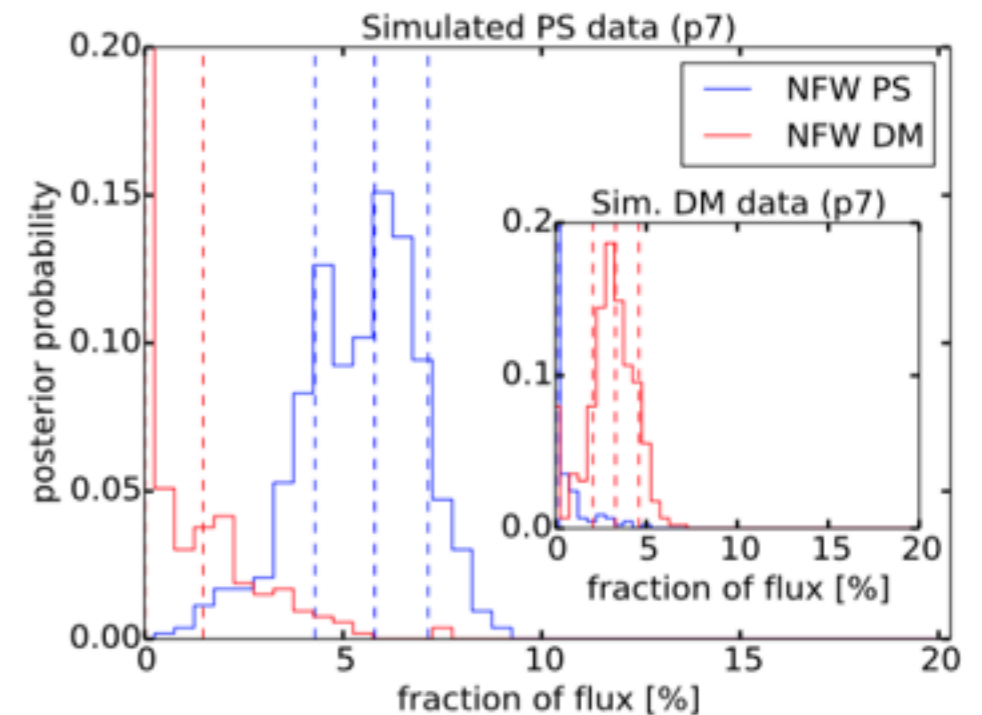 Simulated PS data (p7)
0.20
0.15
0.10
0.05
0.00
posterior probability
0 5 10 15 20
fraction of flux [%]
NFW PS
NFW DM
Sim. DM data (p7)
0.2
0.1
0.0
0 5 10 15 20
fraction of flux [%]